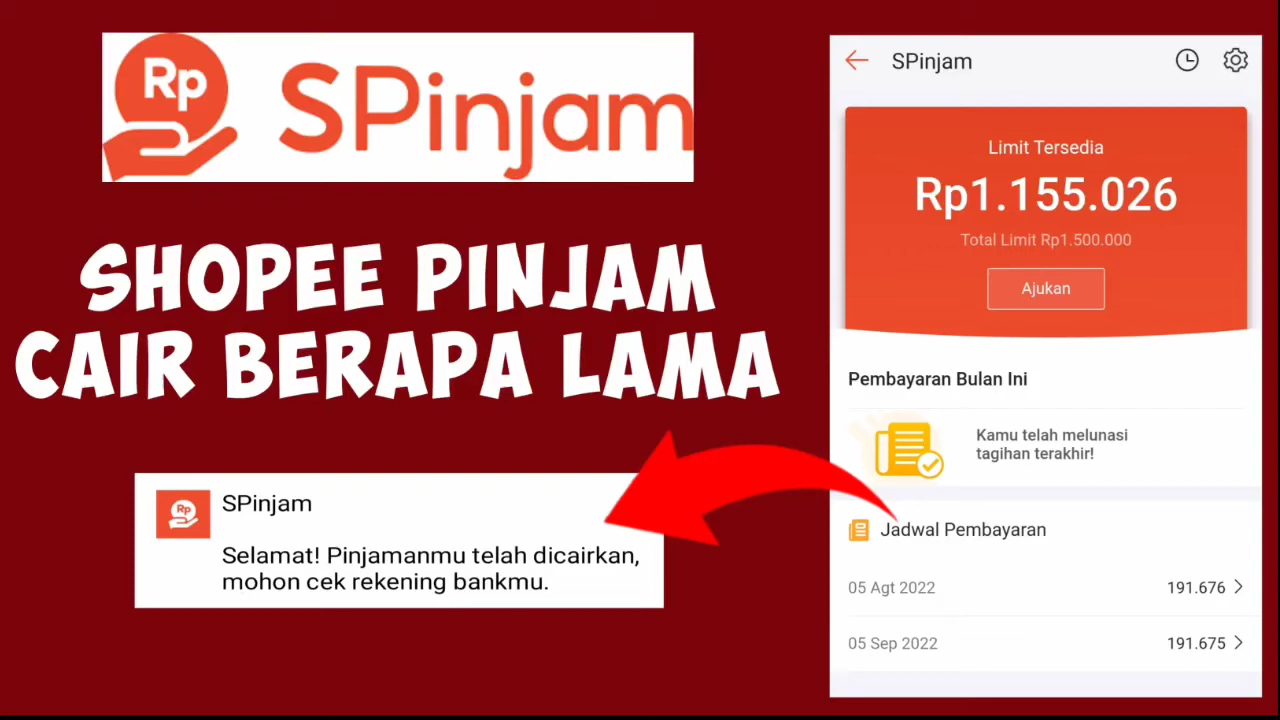 Rp SPinjam
SHOPEE PINJAM
CAIR BERAPA LAMA
Rp
SPinjam
Selamat! Pinjamanmu telah dicairkan,
mohon cek rekening bankmu.
SPinjam
Limit Tersedia
Rp1.155.026
Total Limit Rp1.500.000
Ajukan
Pembayaran Bulan Ini
Kamu telah melunasi
tagihan terakhir!
Jadwal Pembayaran
05 Agt 2022 191.676
05 Sep 2022 191.675